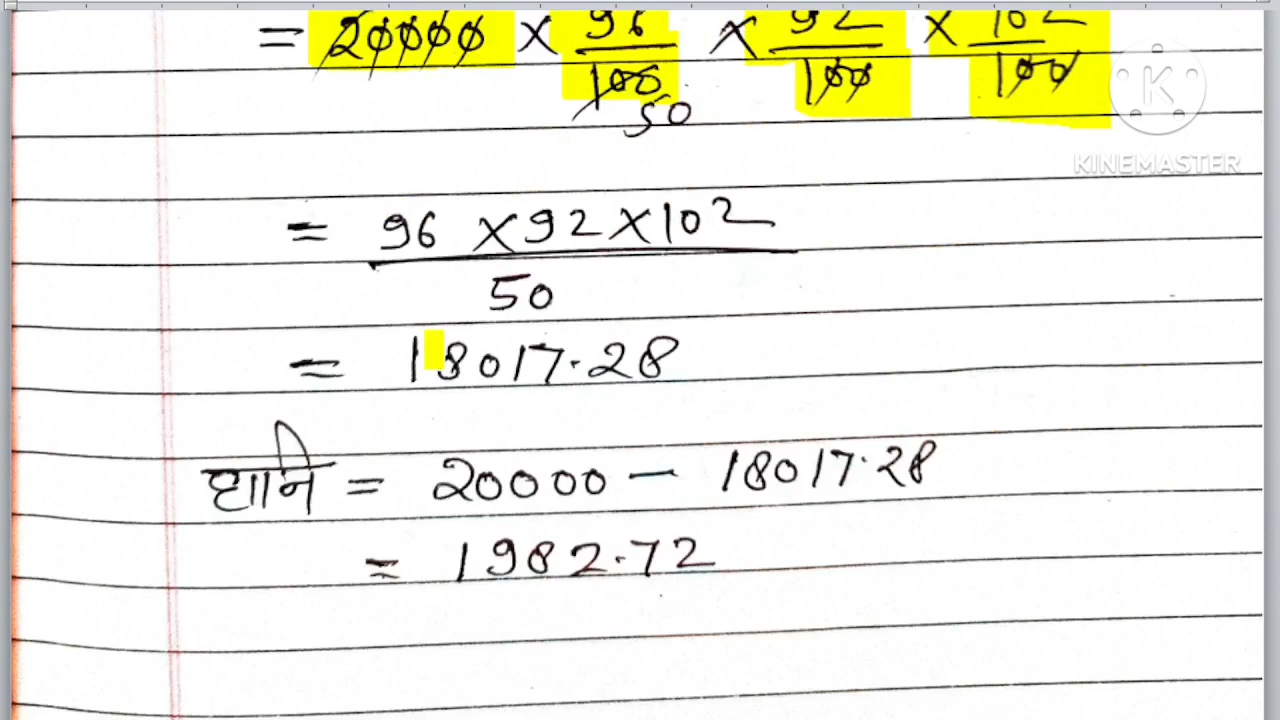 = 20000 × 96/100 × 92/100 × 102/100
50
KINEMASTER
= 96 × 92 × 102
50
= 18017.28
हानि = 20000 – 18017.28
= 1982.72